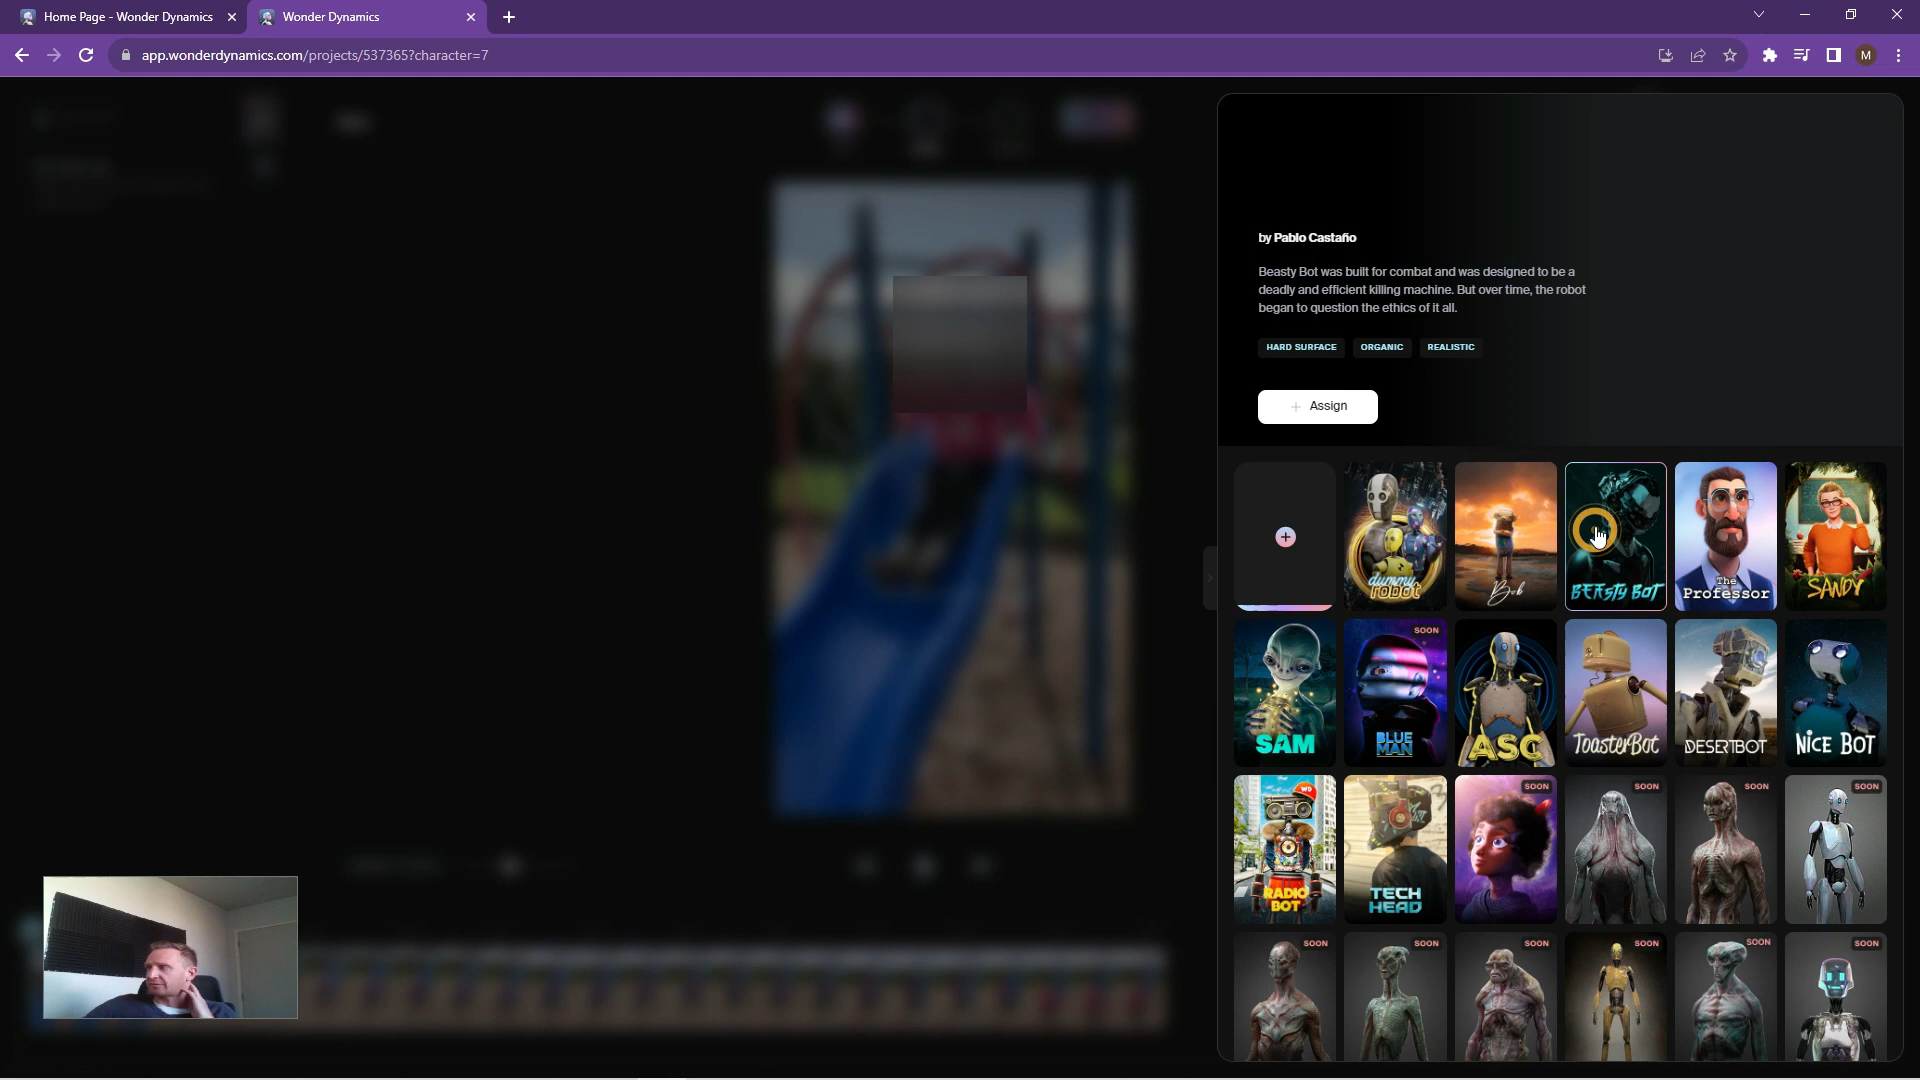 Home Page - Wonder Dynamics
Wonder Dynamics
app.wonderdynamics.com/projects/537365?character=7
M
by Pablo Castaño
Beasty Bot was built for combat and was designed to be a
deadly and efficient killing machine. But over time, the robot
began to question the ethics of it all.
HARD SURFACE ORGANIC REALISTIC
+ Assign
dummy
robot
Bob
BEASTY BOT
The
Professor
SANDY
SOON
SAM
BLUE
MAN
ASC
ToasterBot
DESERTBOT
NICE BOT
SOON SOON SOON SOON
WD
RADIO
BOT
TECH
HEAD
SOON SOON SOON SOON SOON SOON